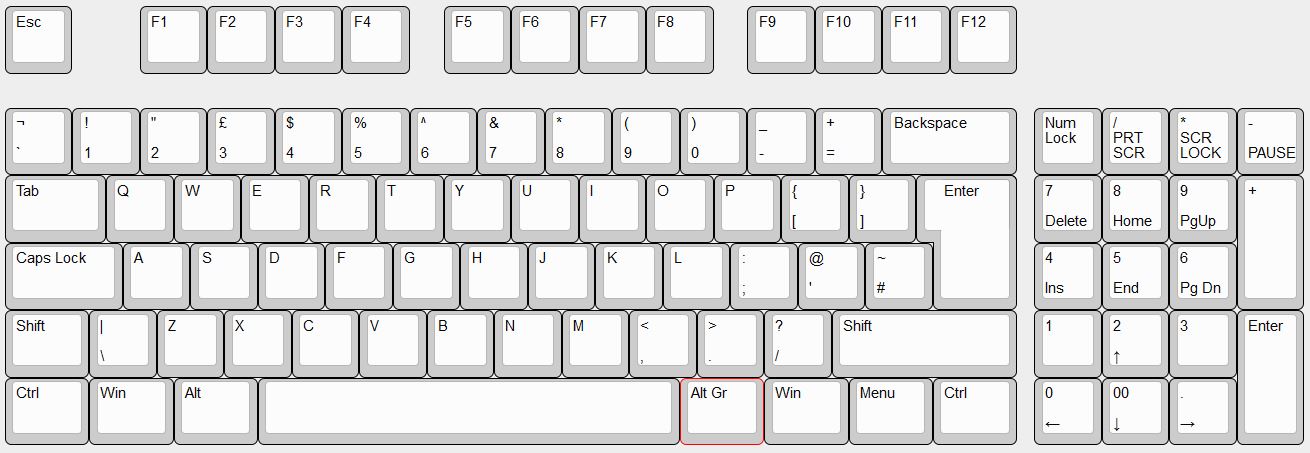 Esc F1 F2 F3 F4 F5 F6 F7 F8 F9 F10 F11 F12
¬ ! " £ $ % ^ & * ( ) _ + Backspace Num / * -
Lock PRT SCR
` 1 2 3 4 5 6 7 8 9 0 - = SCR LOCK PAUSE
Tab Q W E R T Y U I O P { } Enter 7 8 9 +
[ ] Delete Home PgUp
Caps Lock A S D F G H J K L : @ ~ 4 5 6
; ' # Ins End Pg Dn
Shift | Z X C V B N M < > ? Shift 1 2 3 Enter
\ , . / ↑
Ctrl Win Alt Alt Gr Win Menu Ctrl 0 00 .
← ↓ →